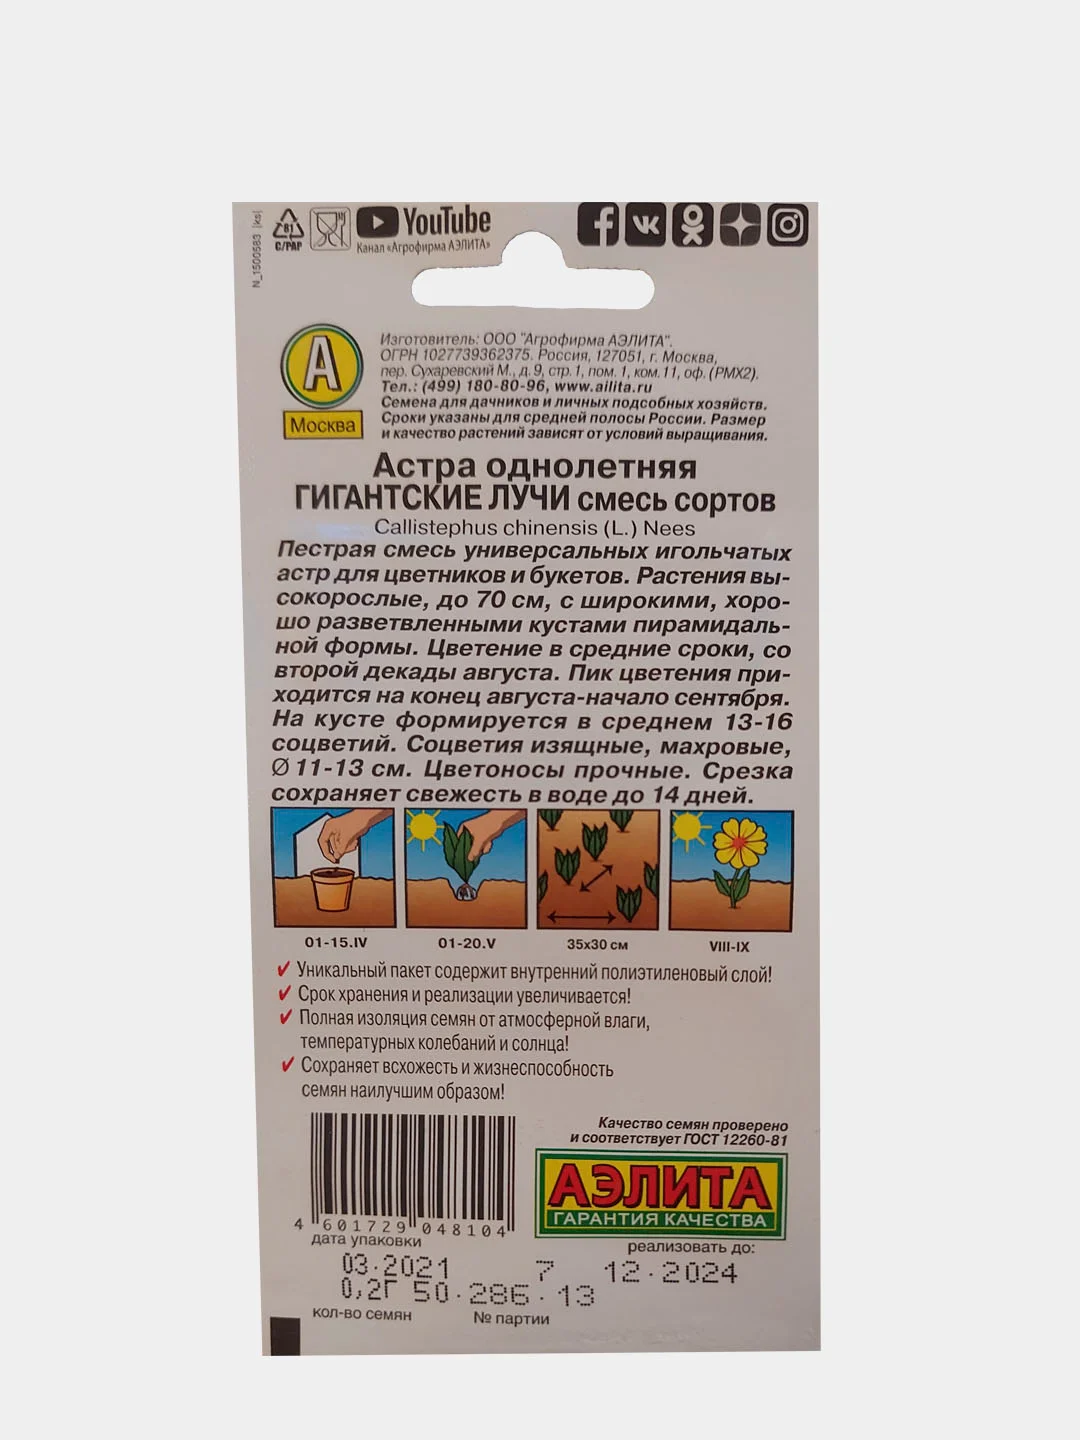 N_1500583 |ks|
81
C/PAP
YouTube
Канал «Агрофирма АЭЛИТА»
А
Москва
Изготовитель: ООО "Агрофирма АЭЛИТА".
ОГРН 1027739362375. Россия, 127051, г. Москва,
пер. Сухаревский М., д. 9, стр. 1, пом. 1, ком. 11, оф. (РМХ2).
Тел.: (499) 180-80-96, www.ailita.ru
Семена для дачников и личных подсобных хозяйств.
Сроки указаны для средней полосы России. Размер
и качество растений зависят от условий выращивания.
Астра однолетняя
ГИГАНТСКИЕ ЛУЧИ смесь сортов
Callistephus chinensis (L.) Nees
Пестрая смесь универсальных игольчатых
астр для цветников и букетов. Растения вы-
сокорослые, до 70 см, с широкими, хоро-
шо разветвленными кустами пирамидаль-
ной формы. Цветение в средние сроки, со
второй декады августа. Пик цветения при-
ходится на конец августа-начало сентября.
На кусте формируется в среднем 13-16
соцветий. Соцветия изящные, махровые,
Ø 11-13 см. Цветоносы прочные. Срезка
сохраняет свежесть в воде до 14 дней.
01-15.IV 01-20.V 35х30 см VIII-IX
✓ Уникальный пакет содержит внутренний полиэтиленовый слой!
✓ Срок хранения и реализации увеличивается!
✓ Полная изоляция семян от атмосферной влаги,
температурных колебаний и солнца!
✓ Сохраняет всхожесть и жизнеспособность
семян наилучшим образом!
Качество семян проверено
и соответствует ГОСТ 12260-81
АЭЛИТА
ГАРАНТИЯ КАЧЕСТВА
4 601729 048104
дата упаковки
реализовать до:
03.2021 7 12.2024
0,2Г 50.286.13
кол-во семян № партии